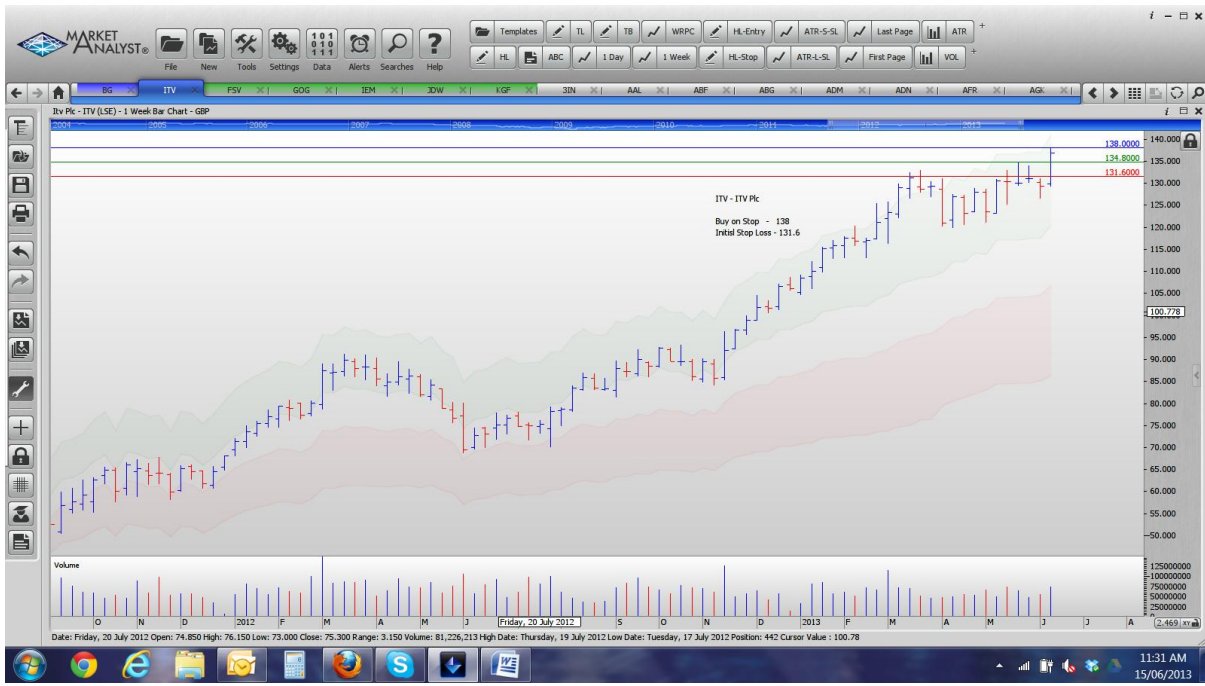 MARKET
ANALYST®
File
New
Tools
Settings
Data
Alerts
Searches
Help
Templates
TL
TB
WRPC
HL-Entry
ATR-S-SL
Last Page
ATR
HL
ABC
1 Day
1 Week
HL-Stop
ATR-L-SL
First Page
VOL
BG
ITV
FSV
GOG
IEM
JDW
KGF
3IN
AAL
ABF
ABG
ADM
ADN
AFR
AGK
Itv Plc - ITV (LSE) - 1 Week Bar Chart - GBP
2004 2005 2006 2007 2008 2009 2010 2011 2012 2013
138.0000
134.8000
131.6000
ITV - ITV Plc
Buy on Stop - 138
Initisl Stop Loss - 131.6
140.000
135.000
130.000
125.000
120.000
115.000
110.000
105.000
100.778
95.000
90.000
85.000
80.000
75.000
70.000
65.000
60.000
55.000
50.000
Volume
125000000
100000000
75000000
50000000
25000000
O N D 2012 F M A M J Friday, 20 July 2012 S O N D 2013 F M A M J J A
2.469 XY
Date: Friday, 20 July 2012 Open: 74.850 High: 76.150 Low: 73.000 Close: 75.300 Range: 3.150 Volume: 81,226,213 High Date: Thursday, 19 July 2012 Low Date: Tuesday, 17 July 2012 Position: 442 Cursor Value : 100.78
11:31 AM
15/06/2013